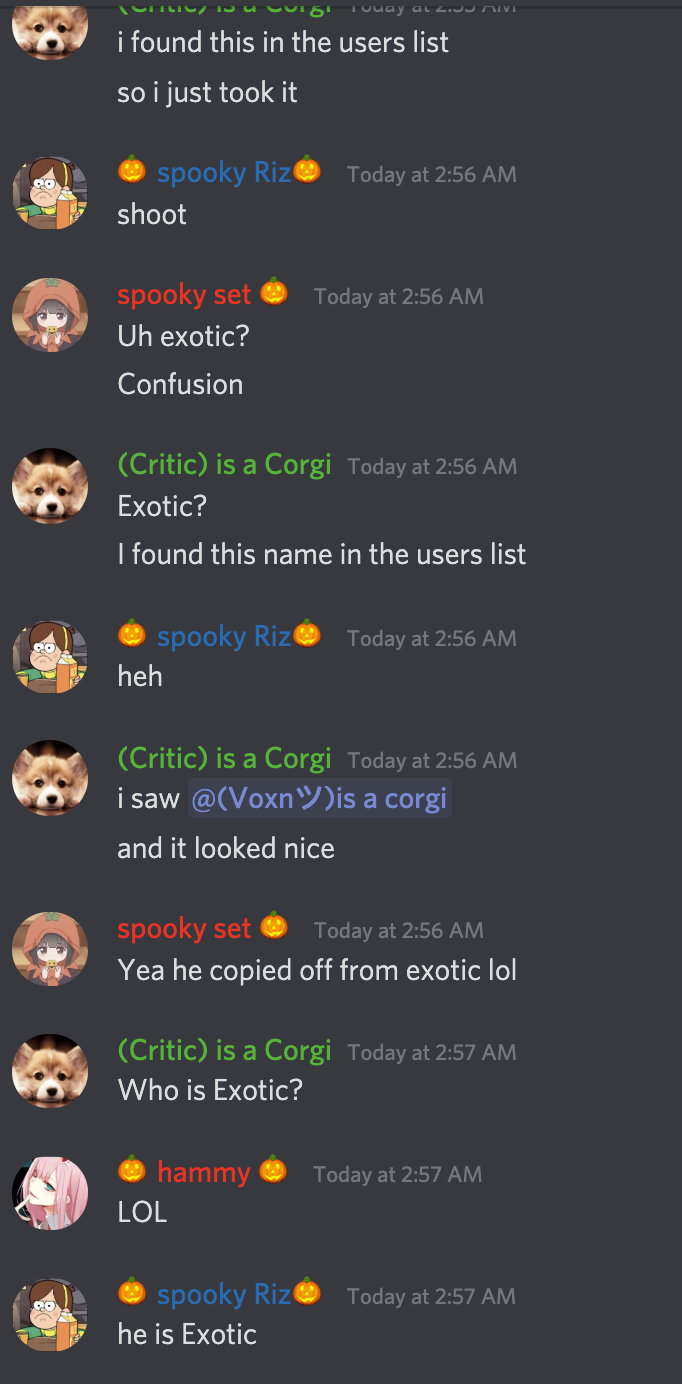 (Critic) is a Corgi Today at 2:55 AM
i found this in the users list
so i just took it
🎃 spooky Riz🎃 Today at 2:56 AM
shoot
spooky set 🎃 Today at 2:56 AM
Uh exotic?
Confusion
(Critic) is a Corgi Today at 2:56 AM
Exotic?
I found this name in the users list
🎃 spooky Riz🎃 Today at 2:56 AM
heh
(Critic) is a Corgi Today at 2:56 AM
i saw @(Voxnツ)is a corgi
and it looked nice
spooky set 🎃 Today at 2:56 AM
Yea he copied off from exotic lol
(Critic) is a Corgi Today at 2:57 AM
Who is Exotic?
🎃 hammy 🎃 Today at 2:57 AM
LOL
🎃 spooky Riz🎃 Today at 2:57 AM
he is Exotic